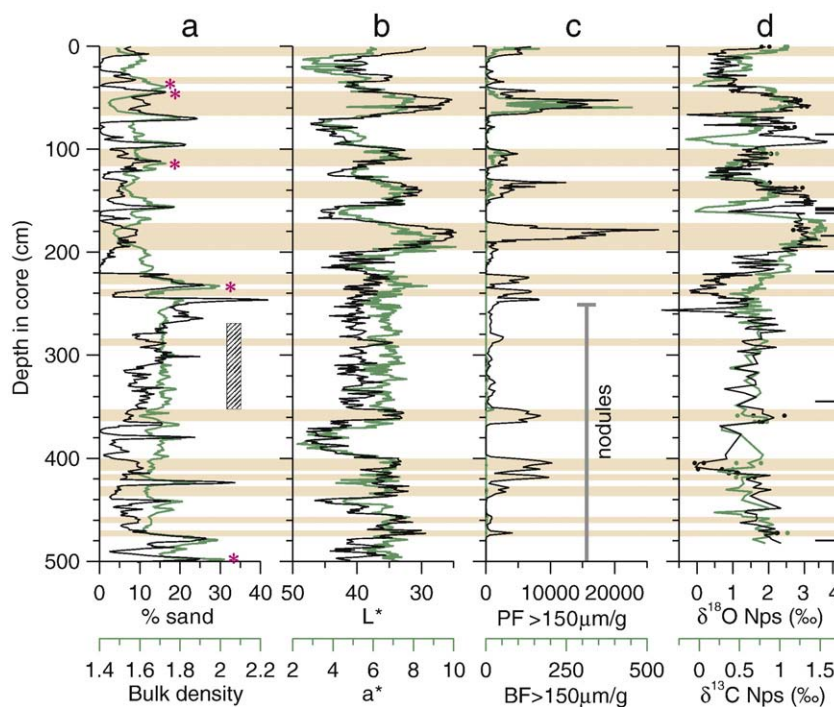 a b c d
0
100
200
300
400
500
Depth in core (cm)
*
*
*
*
*
nodules
0 10 20 30 40
% sand
50 40 30
L*
0 10000 20000
PF >150µm/g
0 1 2 3 4
δ¹⁸O Nps (‰)
1.4 1.6 1.8 2 2.2
Bulk density
2 4 6 8 10
a*
0 250 500
BF>150µm/g
0 0.5 1 1.5
δ¹³C Nps (‰)